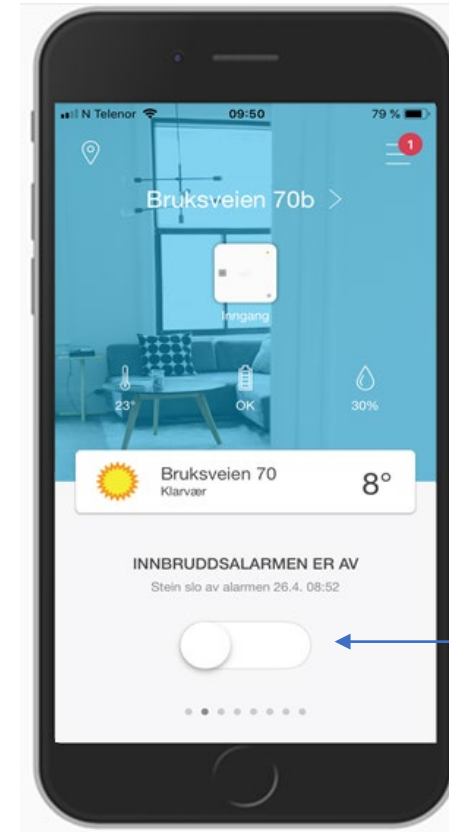 N Telenor 09:50 79 %
1
Bruksveien 70b
Inngang
23° OK 30%
Bruksveien 70 8°
Klarvær
INNBRUDDSALARMEN ER AV
Stein slo av alarmen 26.4. 08:52